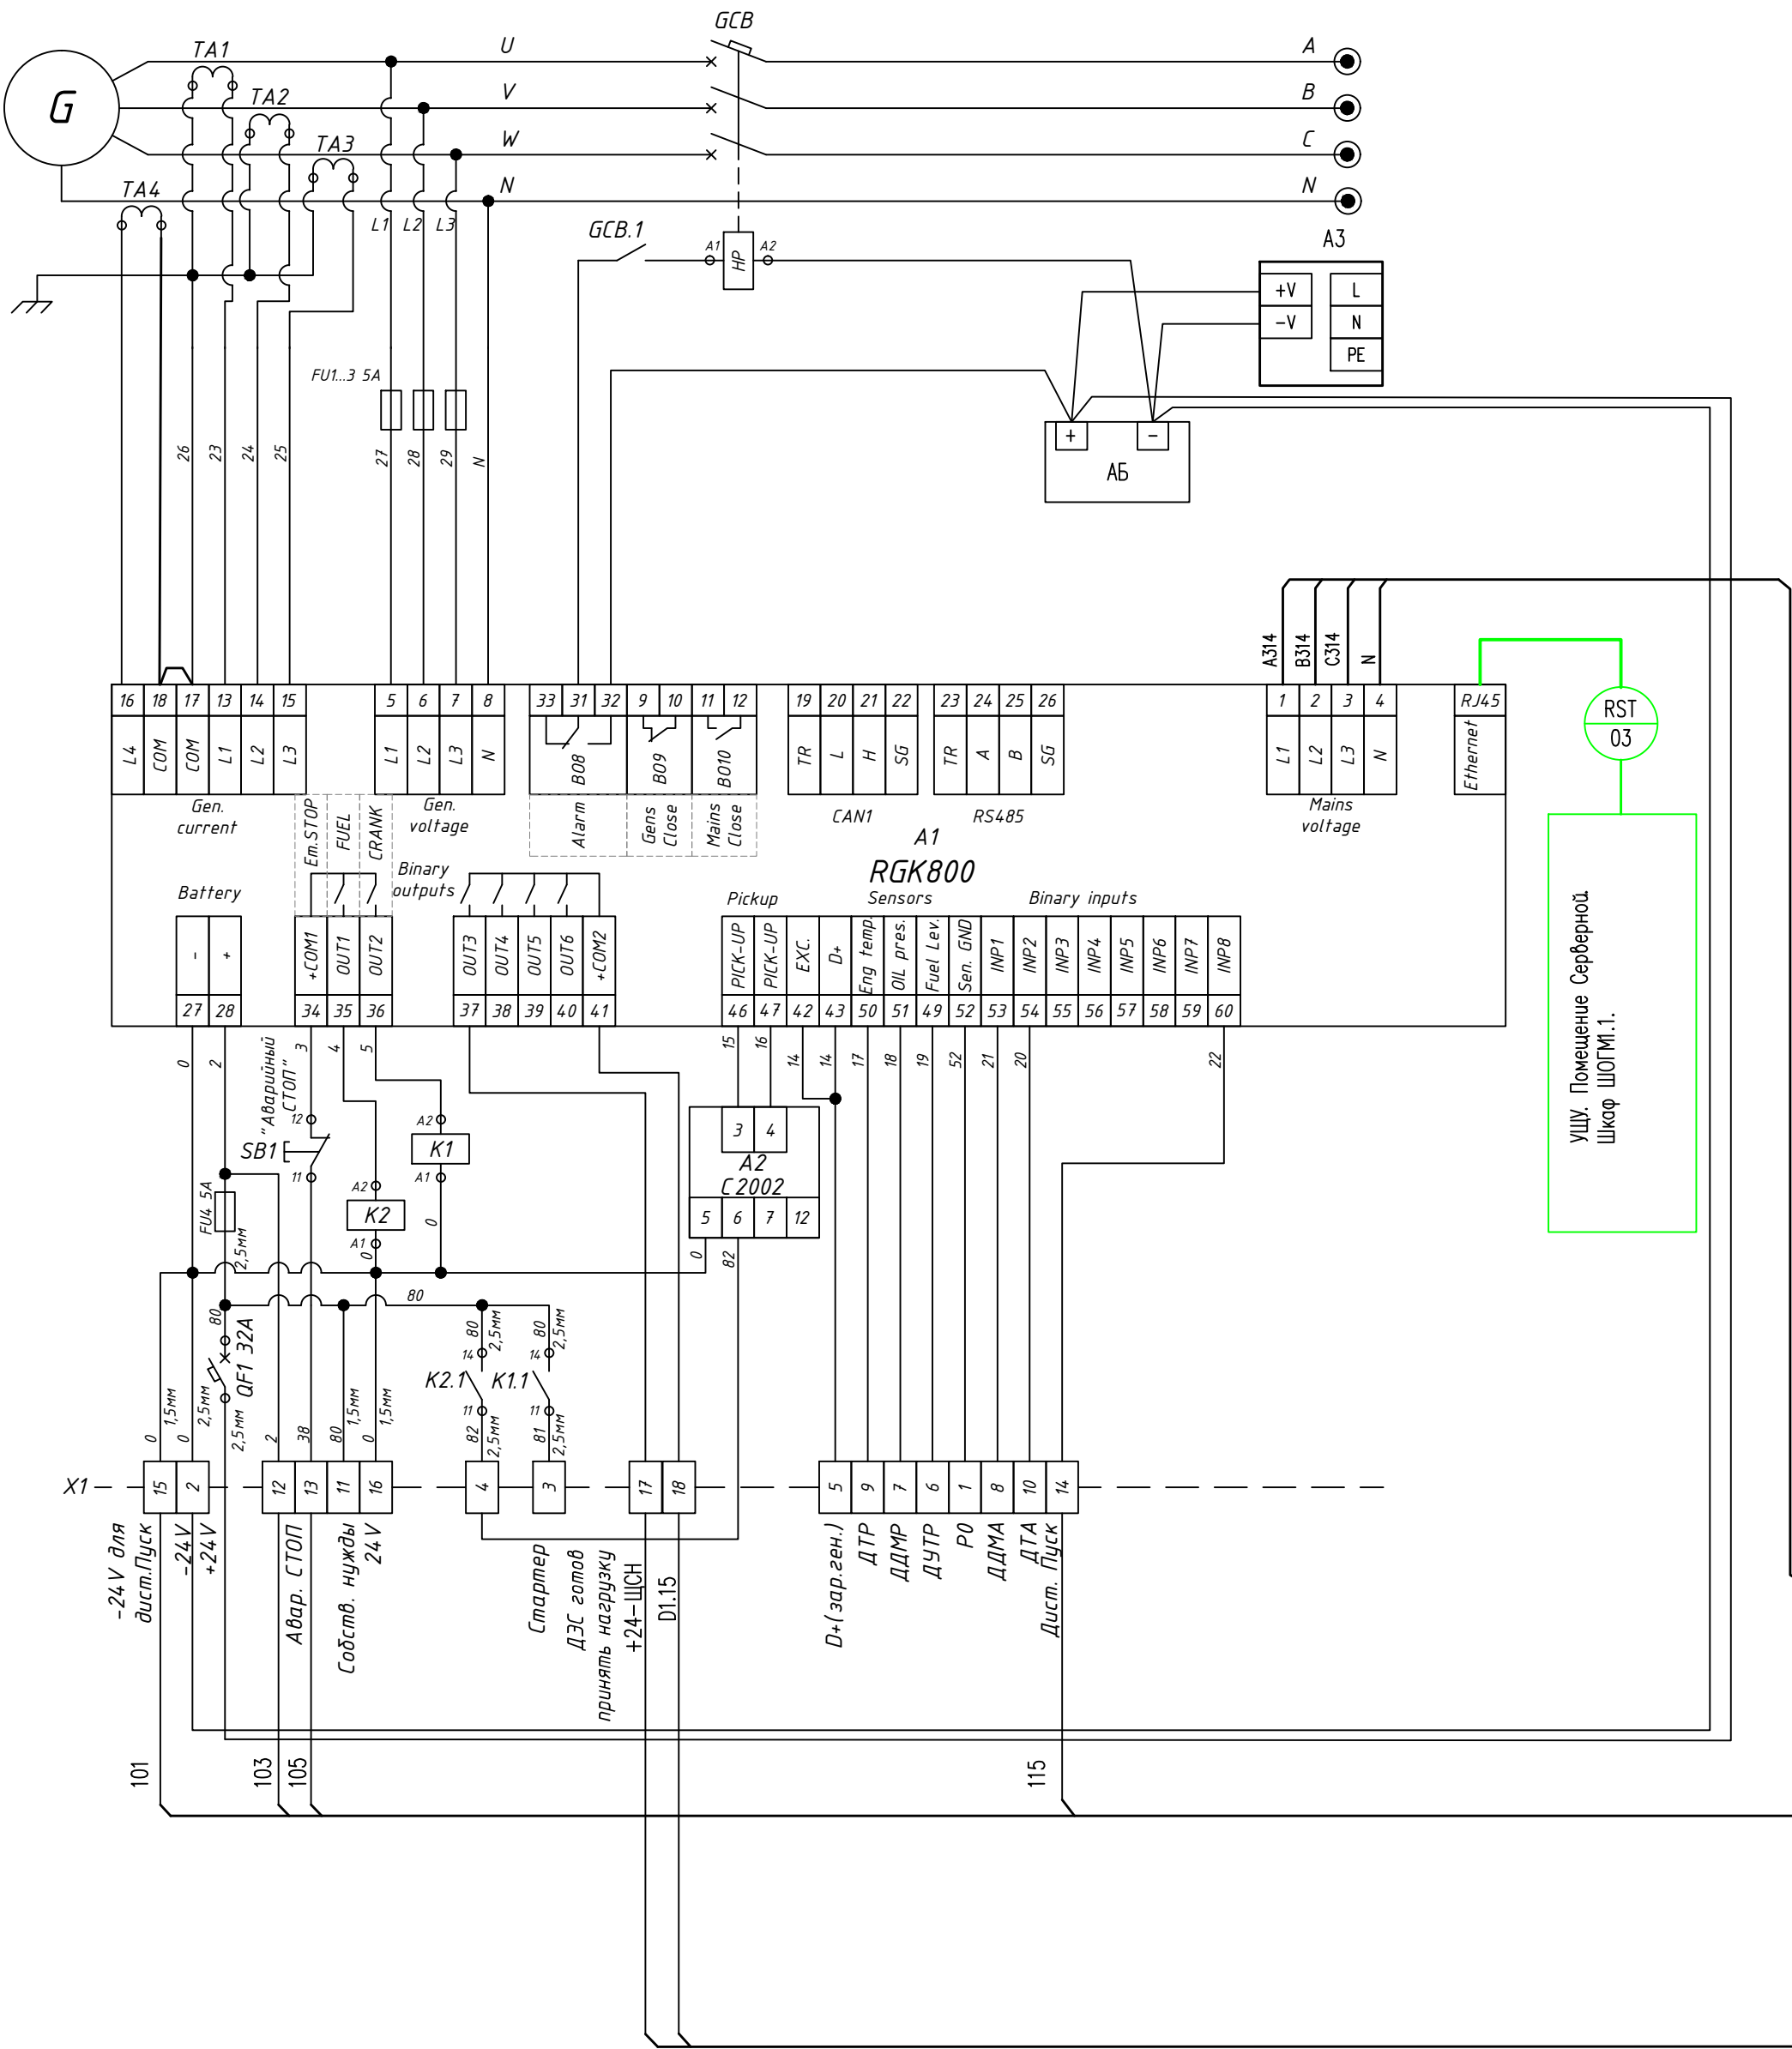 GCB
TA1
U
A
G
TA2
V
B
TA3
W
C
TA4
N
N
L1
L2
L3
GCB.1
A1
HP
A2
A3
+V
L
-V
N
PE
FU1...3 5A
+
-
АБ
26
23
24
25
27
28
29
N
A314
B314
C314
N
16
18
17
13
14
15
5
6
7
8
33
31
32
9
10
11
12
19
20
21
22
23
24
25
26
1
2
3
4
RJ45
L4
COM
COM
L1
L2
L3
L1
L2
L3
N
BO8
BO9
BO10
TR
L
H
SG
TR
A
B
SG
L1
L2
L3
N
Ethernet
RST
03
Gen.
current
Em.STOP
FUEL
CRANK
Gen.
voltage
Alarm
Gens
Close
Mains
Close
CAN1
RS485
Mains
voltage
A1
RGK800
Battery
Binary
outputs
Pickup
Sensors
Binary inputs
-
+
+COM1
OUT1
OUT2
OUT3
OUT4
OUT5
OUT6
+COM2
PICK-UP
PICK-UP
EXC.
D+
Eng temp.
OIL pres.
Fuel Lev.
Sen. GND
INP1
INP2
INP3
INP4
INP5
INP6
INP7
INP8
27
28
34
35
36
37
38
39
40
41
46
47
42
43
50
51
49
52
53
54
55
56
57
58
59
60
УЩУ. Помещение Серверной.
Шкаф ШОГМ1.1.
0
2
"Аварийный
СТОП"
3
4
5
15
16
14
14
17
18
19
52
21
20
22
12
SB1
11
A2
K1
A1
A2
K2
A1
0
0
FU4 5A
2,5мм
3
4
A2
C2002
5
6
7
12
0
82
80
80
QF1 32A
80
2,5мм
80
2,5мм
14
14
K2.1
K1.1
11
11
0
1,5мм
0
2,5мм
2,5мм
2
38
80
1,5мм
0
1,5мм
82
2,5мм
81
2,5мм
X1
15
2
12
13
11
16
4
3
17
18
5
9
7
6
1
8
10
14
-24V для
дист.Пуск
-24V
+24V
Авар. СТОП
Собств. нужды
24V
Стартер
ДЭС готов
принять нагрузку
+24-ЩСН
D1.15
D+(зар.ген.)
ДТР
ДДМР
ДУТР
РО
ДДМА
ДТА
Дист. Пуск
101
103
105
115